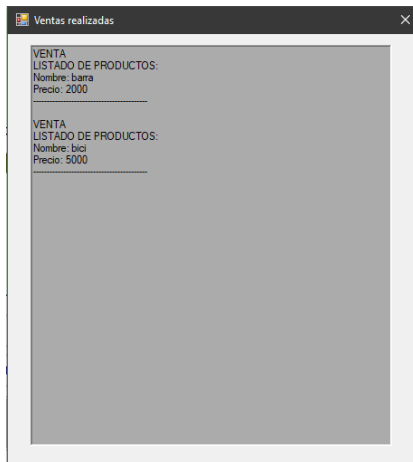 Ventas realizadas
VENTA
LISTADO DE PRODUCTOS:
Nombre: barra
Precio: 2000
----------------------------------------
VENTA
LISTADO DE PRODUCTOS:
Nombre: bici
Precio: 5000
----------------------------------------